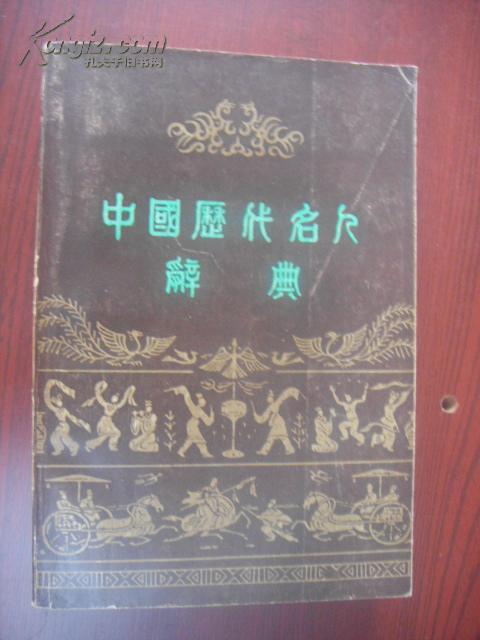 Kongfz.com
孔夫子旧书网
中國歷代名人
辭典